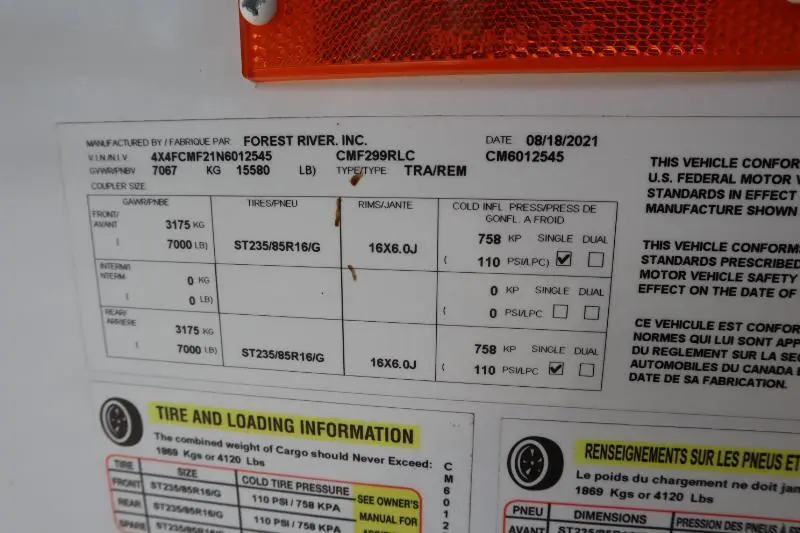 MANUFACTURED BY / FABRIQUE PAR FOREST RIVER, INC. DATE 08/18/2021
V.I.N./N.I.V 4X4FCMF21N6012545 CMF299RLC CM6012545
GVWR/PNBV 7067 KG 15580 LB) TYPE/TYPE TRA/REM
COUPLER SIZE
GAWR/PNBE TIRES/PNEU RIMS/JANTE COLD INFL PRESS/PRESS DE GONFL. A FROID
FRONT/ AVANT 3175 KG 758 KP SINGLE DUAL
( 7000 LB) ST235/85R16/G 16X6.0J ( 110 PSI/LPC)
INTERMIT/ INTERM. 0 KG 0 KP SINGLE DUAL
( 0 LB) ( 0 PSI/LPC
REAR/ ARRIERE 3175 KG 758 KP SINGLE DUAL
( 7000 LB) ST235/85R16/G 16X6.0J ( 110 PSI/LPC
THIS VEHICLE CONFOR
U.S. FEDERAL MOTOR V
STANDARDS IN EFFECT
MANUFACTURE SHOWN
THIS VEHICLE CONFORM
STANDARDS PRESCRIBED
MOTOR VEHICLE SAFETY
EFFECT ON THE DATE OF
CE VEHICULE EST CONFOR
NORMES QUI LUI SONT APP
DU REGLEMENT SUR LA SEC
AUTOMOBILES DU CANADA E
DATE DE SA FABRICATION.
TIRE AND LOADING INFORMATION
The combined weight of Cargo should Never Exceed:
1869 Kgs or 4120 Lbs
TIRE SIZE COLD TIRE PRESSURE SEE OWNER'S
FRONT ST235/85R16/G 110 PSI / 758 KPA MANUAL FOR
REAR ST235/85R16/G 110 PSI / 758 KPA
SPARE
C
M
6
0
1
2
RENSEIGNEMENTS SUR LES PNEUS ET
Le poids du chargement ne doit jam
1869 Kgs or 4120 Lbs
PNEU DIMENSIONS PRESSION DES PNEUS À F
AVANT ST235/85R16/G